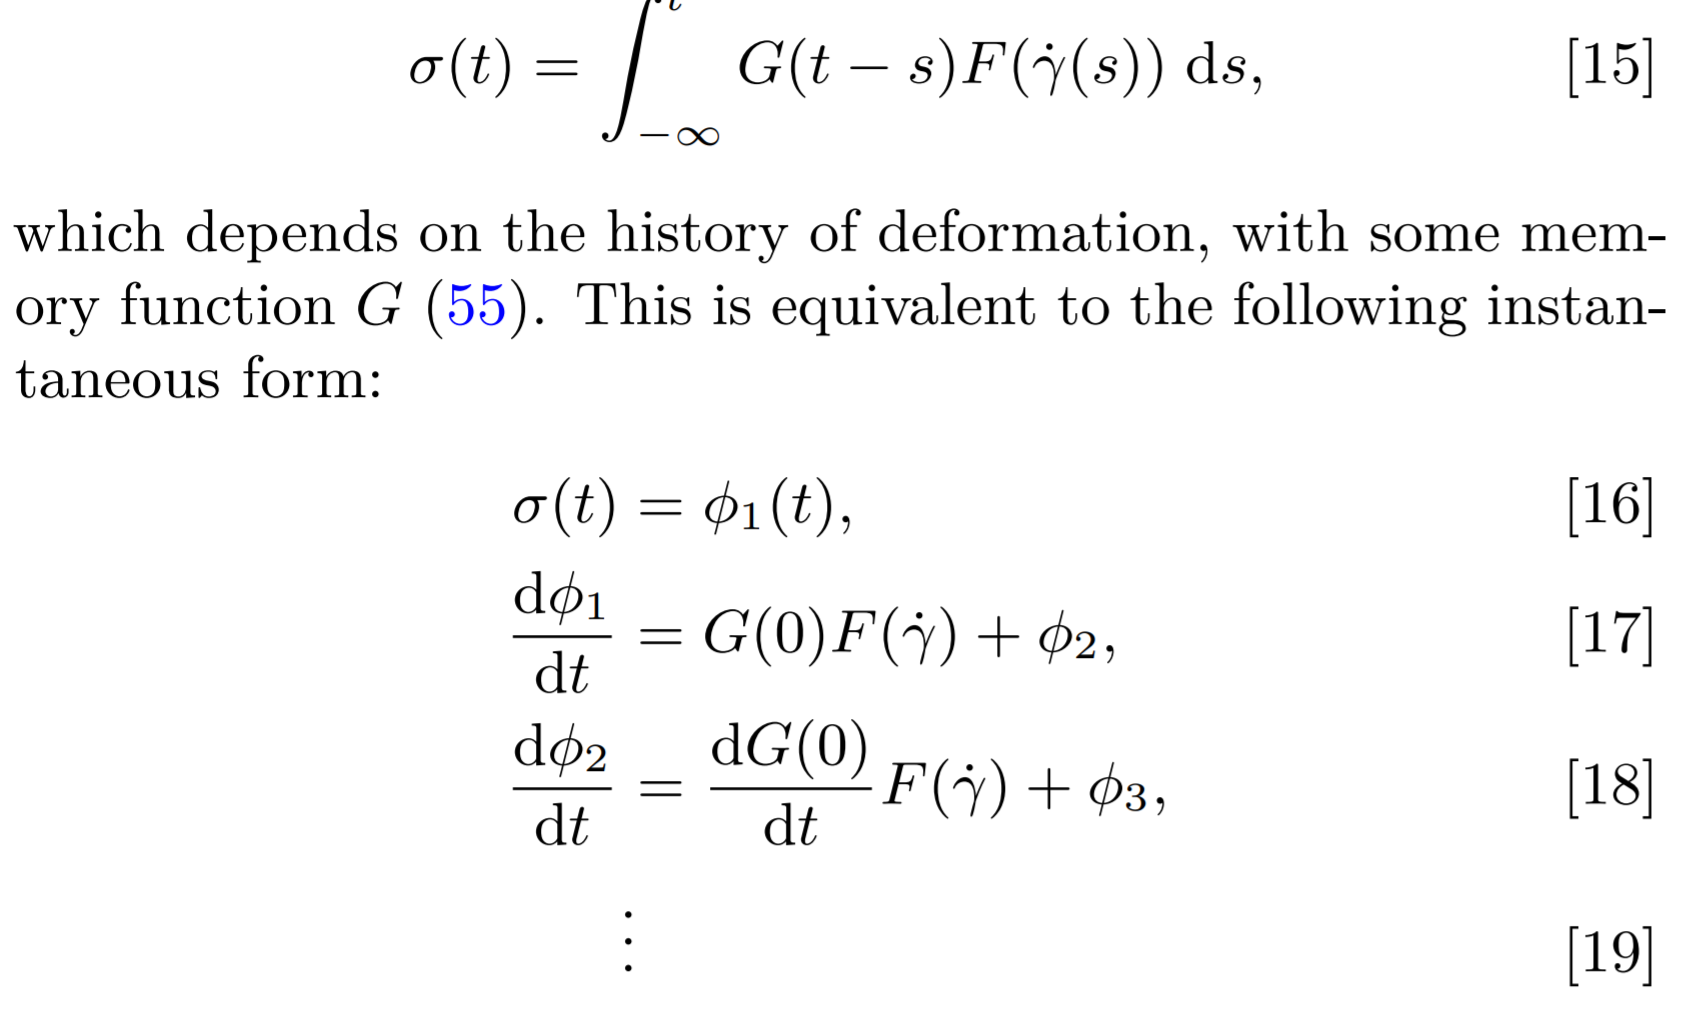 σ(t) = ∫_{-∞}^{t} G(t − s)F(γ̇(s)) ds, [15]
which depends on the history of deformation, with some mem-
ory function G (55). This is equivalent to the following instan-
taneous form:
σ(t) = ϕ₁(t), [16]
dϕ₁/dt = G(0)F(γ̇) + ϕ₂, [17]
dϕ₂/dt = dG(0)/dt F(γ̇) + ϕ₃, [18]
⋮ [19]